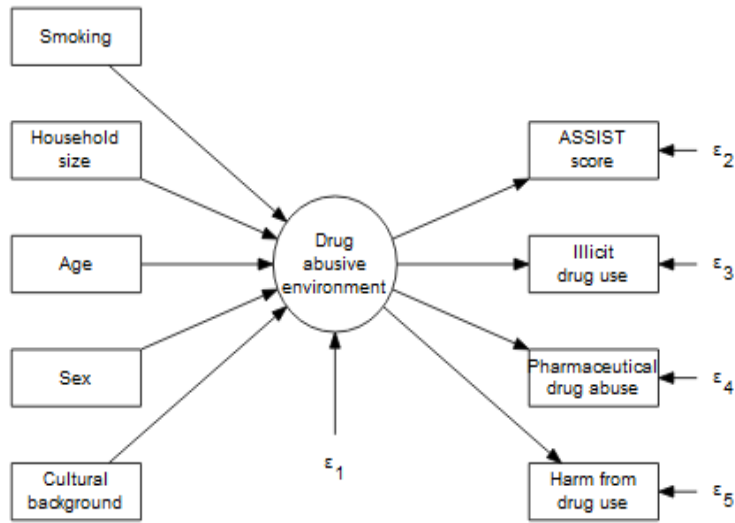 Smoking
Household
size
Age
Sex
Cultural
background
Drug
abusive
environment
ε1
ASSIST
score
ε2
Illicit
drug use
ε3
Pharmaceutical
drug abuse
ε4
Harm from
drug use
ε5